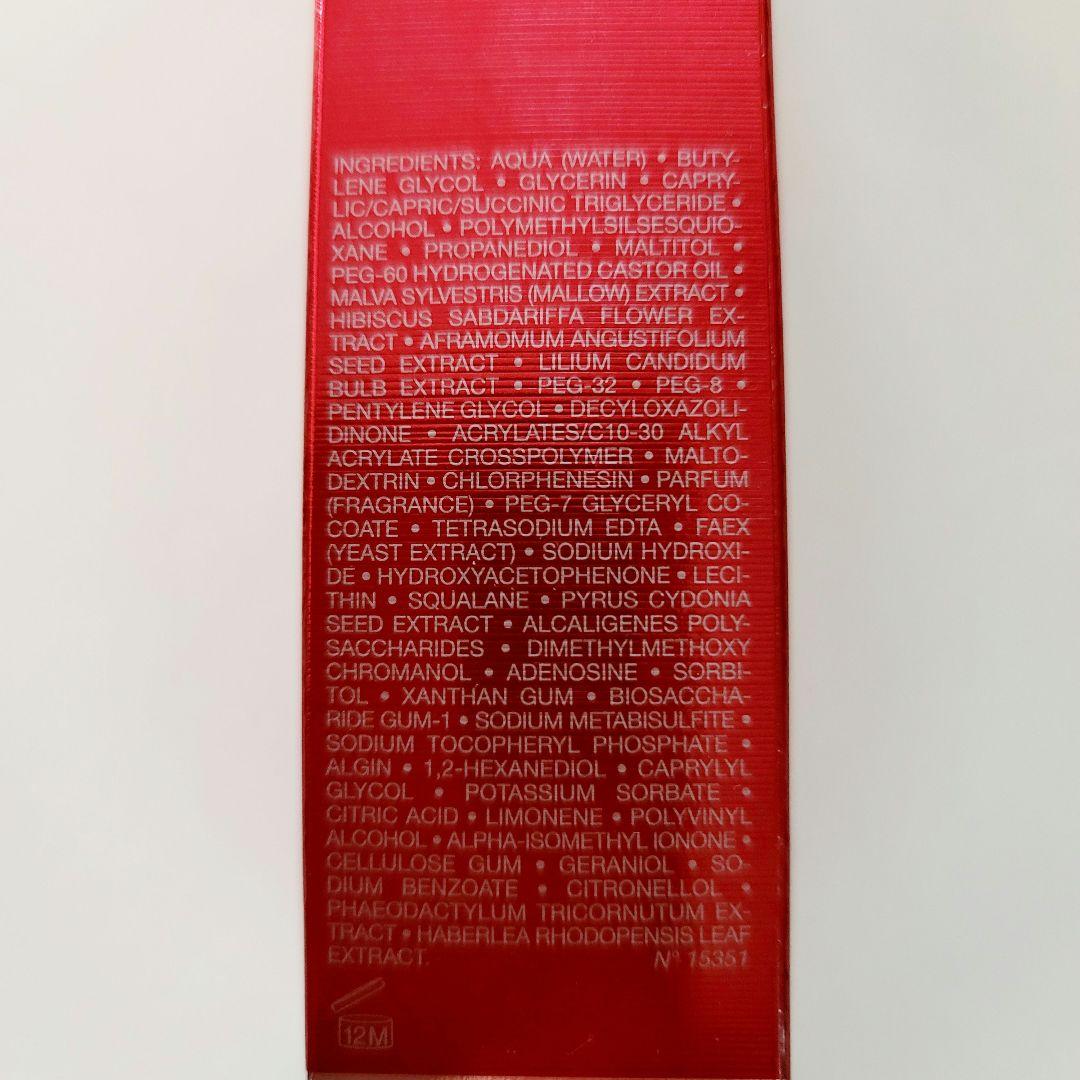 INGREDIENTS: AQUA (WATER) • BUTY-
LENE GLYCOL • GLYCERIN • CAPRY-
LIC/CAPRIC/SUCCINIC TRIGLYCERIDE •
ALCOHOL • POLYMETHYLSILSESQUIO-
XANE • PROPANEDIOL • MALTITOL •
PEG-60 HYDROGENATED CASTOR OIL •
MALVA SYLVESTRIS (MALLOW) EXTRACT •
HIBISCUS SABDARIFFA FLOWER EX-
TRACT • AFRAMOMUM ANGUSTIFOLIUM
SEED EXTRACT • LILIUM CANDIDUM
BULB EXTRACT • PEG-32 • PEG-8 •
PENTYLENE GLYCOL • DECYLOXAZOLI-
DINONE • ACRYLATES/C10-30 ALKYL
ACRYLATE CROSSPOLYMER • MALTO-
DEXTRIN • CHLORPHENESIN • PARFUM
(FRAGRANCE) • PEG-7 GLYCERYL CO-
COATE • TETRASODIUM EDTA • FAEX
(YEAST EXTRACT) • SODIUM HYDROXI-
DE • HYDROXYACETOPHENONE • LECI-
THIN • SQUALANE • PYRUS CYDONIA
SEED EXTRACT • ALCALIGENES POLY-
SACCHARIDES • DIMETHYLMETHOXY
CHROMANOL • ADENOSINE • SORBI-
TOL • XANTHAN GUM • BIOSACCHA-
RIDE GUM-1 • SODIUM METABISULFITE •
SODIUM TOCOPHERYL PHOSPHATE •
ALGIN • 1,2-HEXANEDIOL • CAPRYLYL
GLYCOL • POTASSIUM SORBATE •
CITRIC ACID • LIMONENE • POLYVINYL
ALCOHOL • ALPHA-ISOMETHYL IONONE •
CELLULOSE GUM • GERANIOL • SO-
DIUM BENZOATE • CITRONELLOL •
PHAEODACTYLUM TRICORNUTUM EX-
TRACT • HABERLEA RHODOPENSIS LEAF
EXTRACT. N° 15351
12M